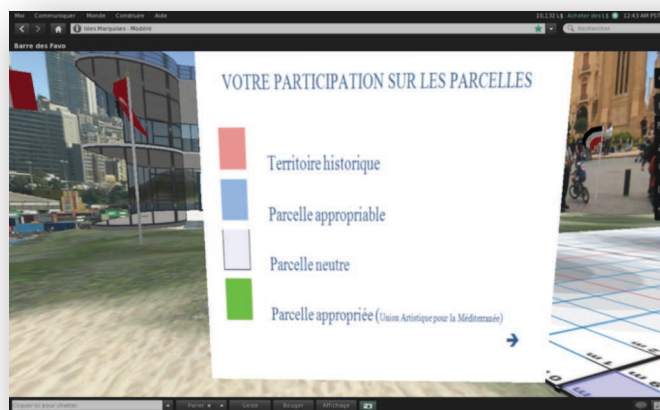 Moi Communiquer Monde Construire Aide
10,132 L$ Acheter des L$ 12:43 AM PST
Isles Marquises - Modéré
Rechercher
Barre des Favo
VOTRE PARTICIPATION SUR LES PARCELLES
Territoire historique
Parcelle appropriable
Parcelle neutre
Parcelle appropriée (Union Artistique pour la Méditerranée)
Cliquer ici pour chatter
Parler
Geste
Bouger
Affichage